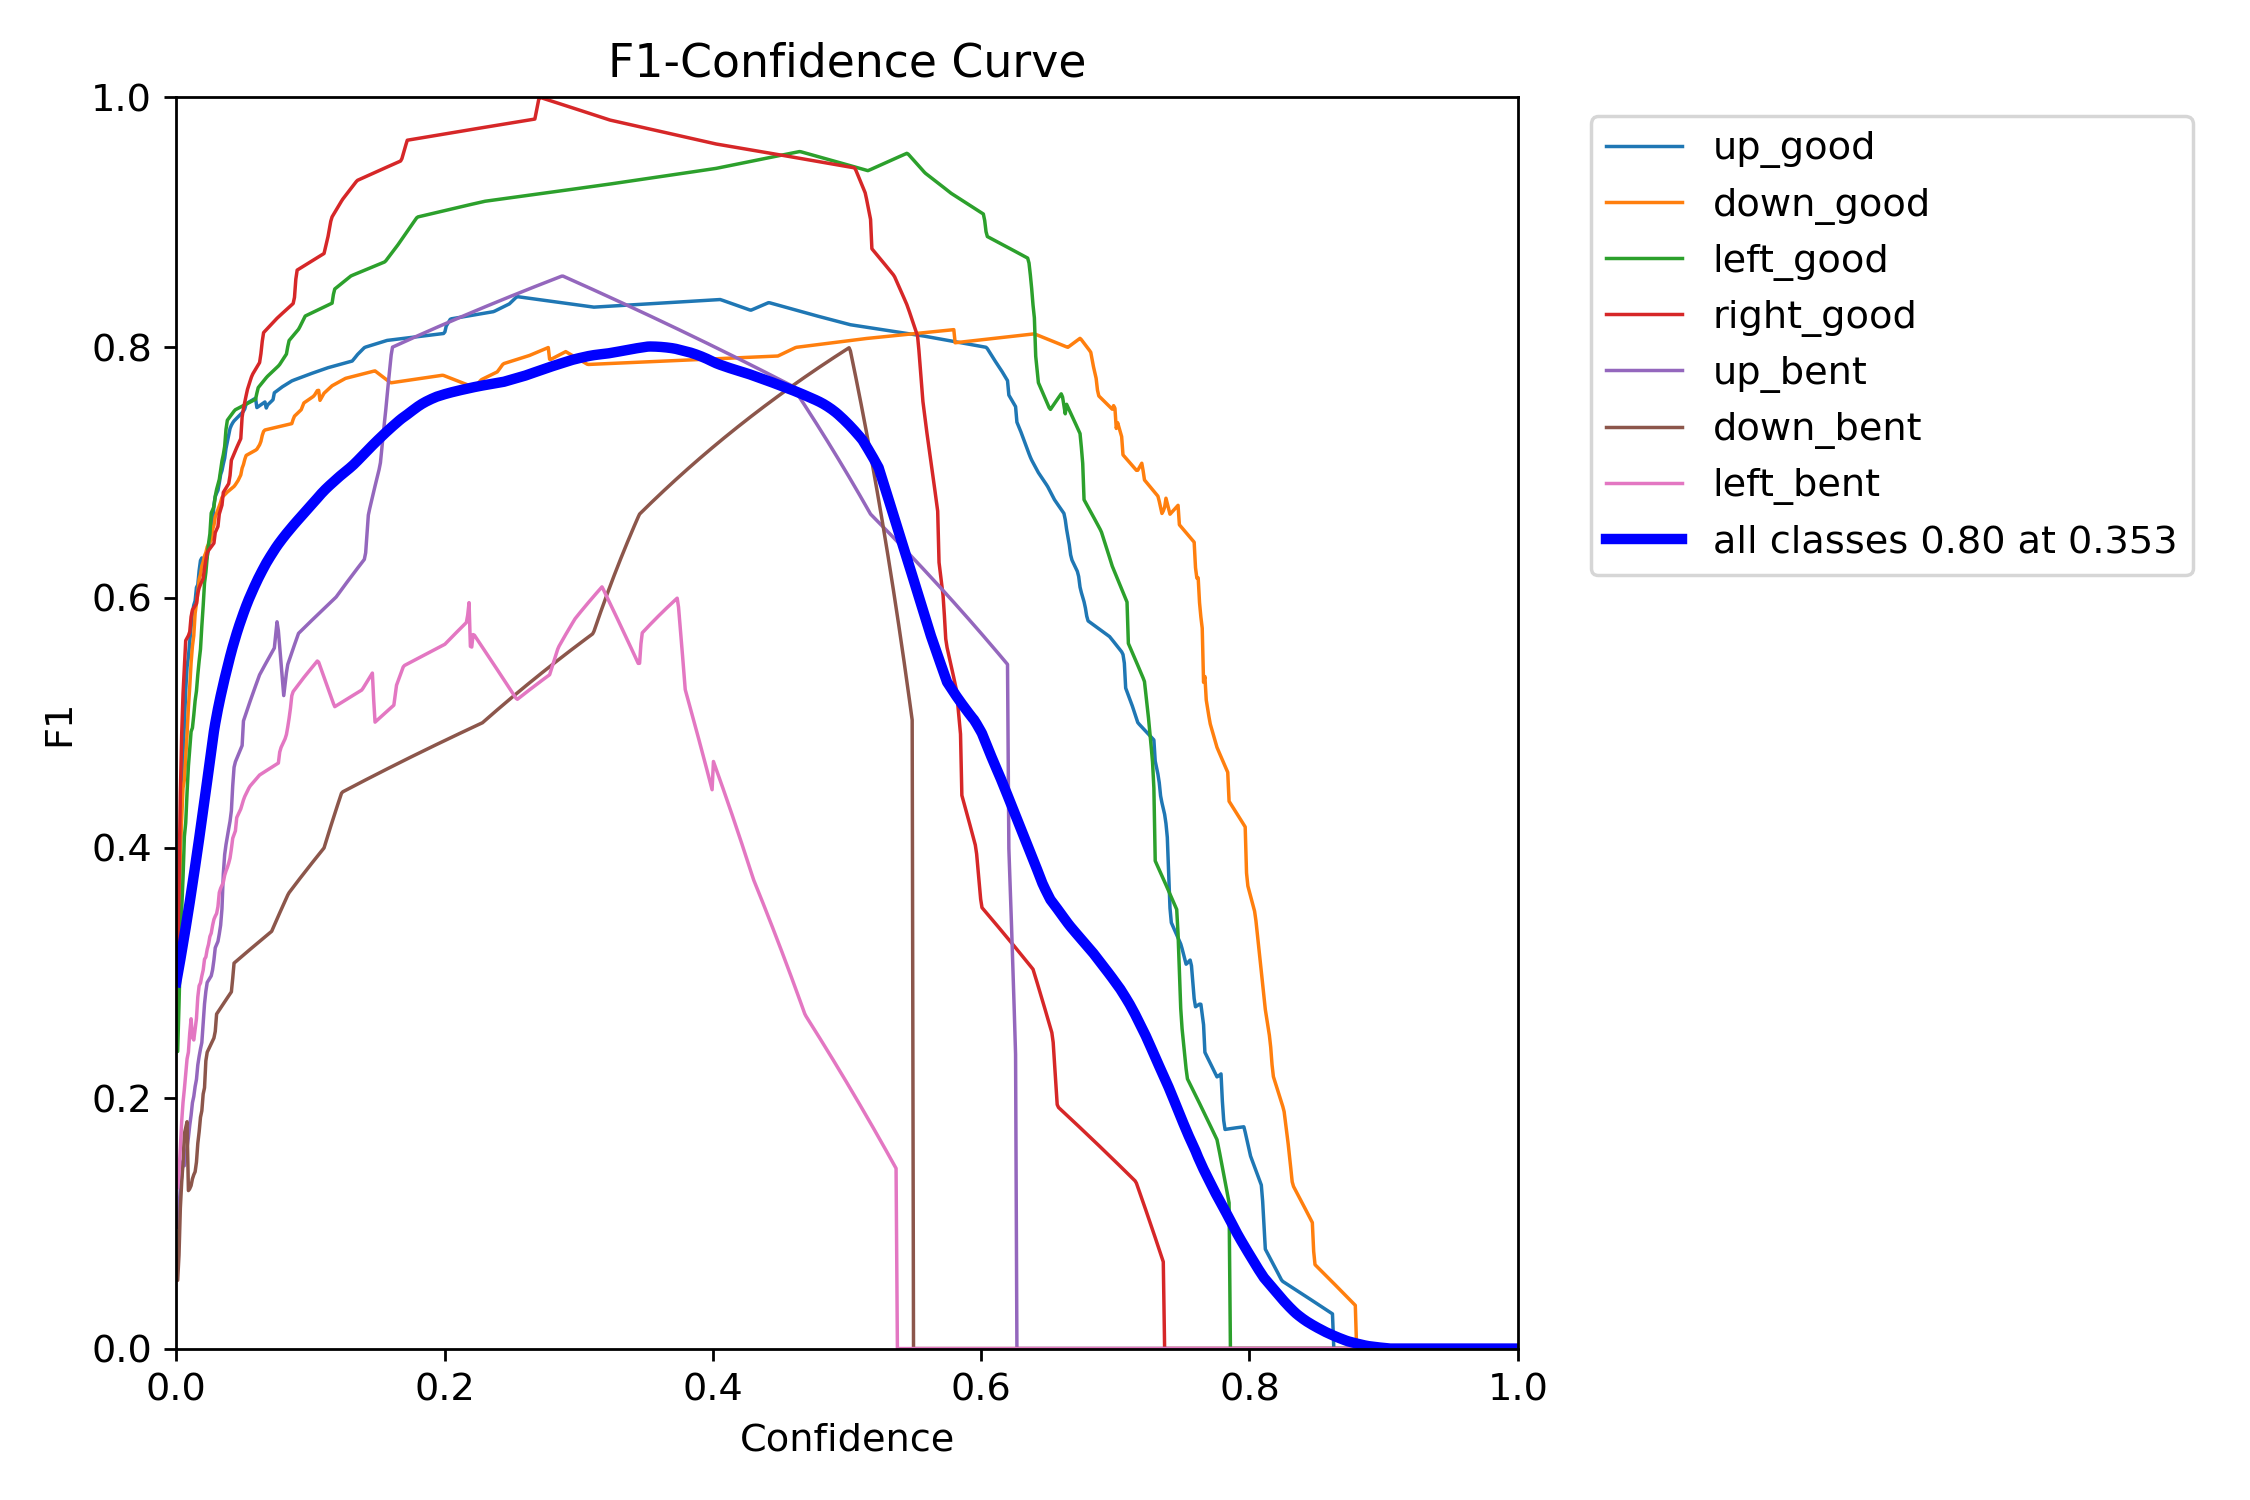 F1-Confidence Curve
1.0
0.8
0.6
0.4
0.2
0.0
F1
0.0 0.2 0.4 0.6 0.8 1.0
Confidence
up_good
down_good
left_good
right_good
up_bent
down_bent
left_bent
all classes 0.80 at 0.353